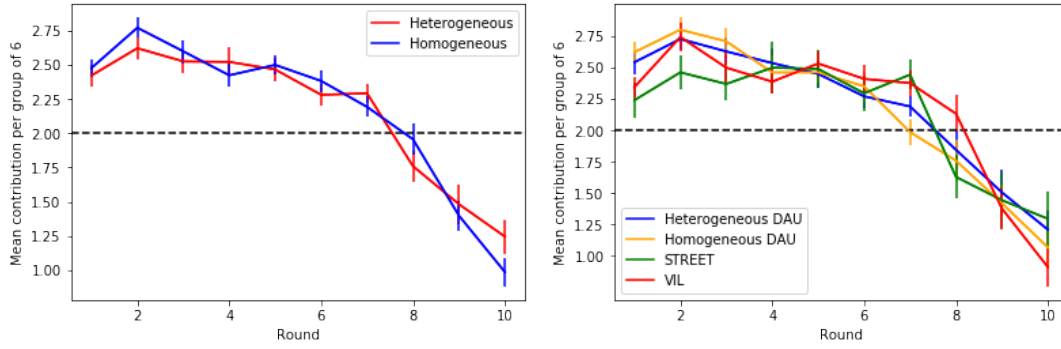 Mean contribution per group of 6
2.75
2.50
2.25
2.00
1.75
1.50
1.25
1.00
Heterogeneous
Homogeneous
2 4 6 8 10
Round
Mean contribution per group of 6
2.75
2.50
2.25
2.00
1.75
1.50
1.25
1.00
Heterogeneous DAU
Homogeneous DAU
STREET
VIL
2 4 6 8 10
Round